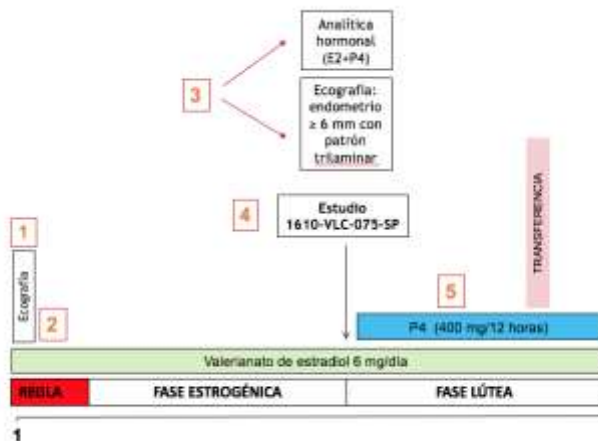 Analítica
hormonal
(E2+P4)
3
Ecografía:
endometrio
≥ 6 mm con
patrón
trilaminar
TRANSFERENCIA
4
Estudio
1610-VLC-075-SP
1
Ecografía
2
5
P4 (400 mg/12 horas)
Valerianato de estradiol 6 mg/día
REGLA
FASE ESTROGÉNICA
FASE LÚTEA
1